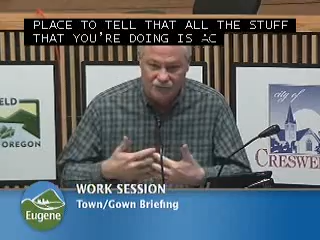 PLACE TO TELL THAT ALL THE STUFF
THAT YOU'RE DOING IS AC
ELD
OREGON
city of
CRESWE
WORK SESSION
Town/Gown Briefing
Eugene